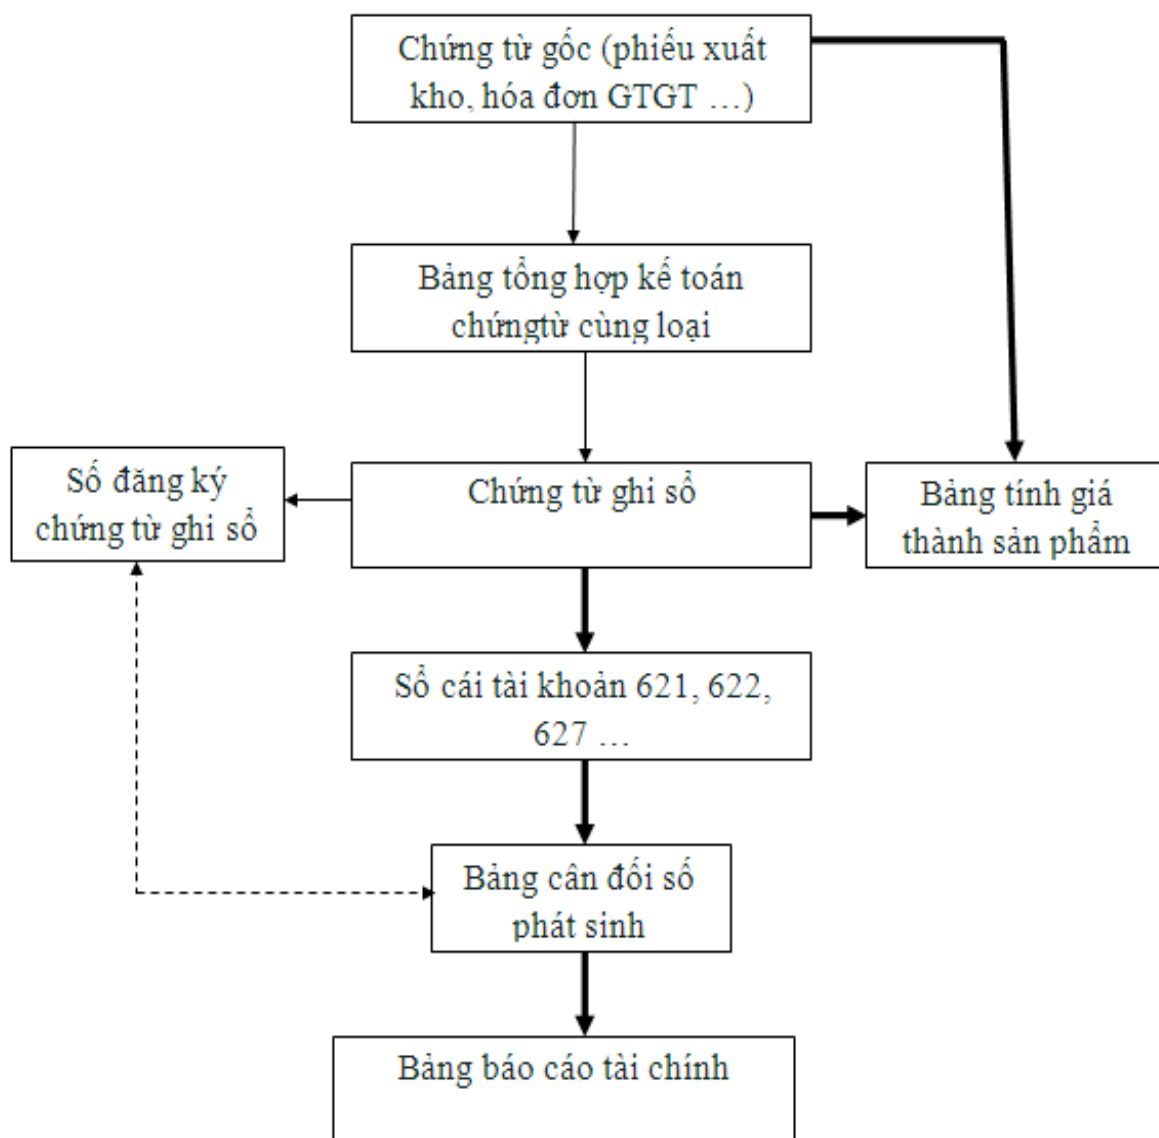 Chứng từ gốc (phiếu xuất
kho, hóa đơn GTGT …)
Bảng tổng hợp kế toán
chứngtừ cùng loại
Số đăng ký
chứng từ ghi sổ
Chứng từ ghi sổ
Bảng tính giá
thành sản phẩm
Sổ cái tài khoản 621, 622,
627 …
Bảng cân đối số
phát sinh
Bảng báo cáo tài chính